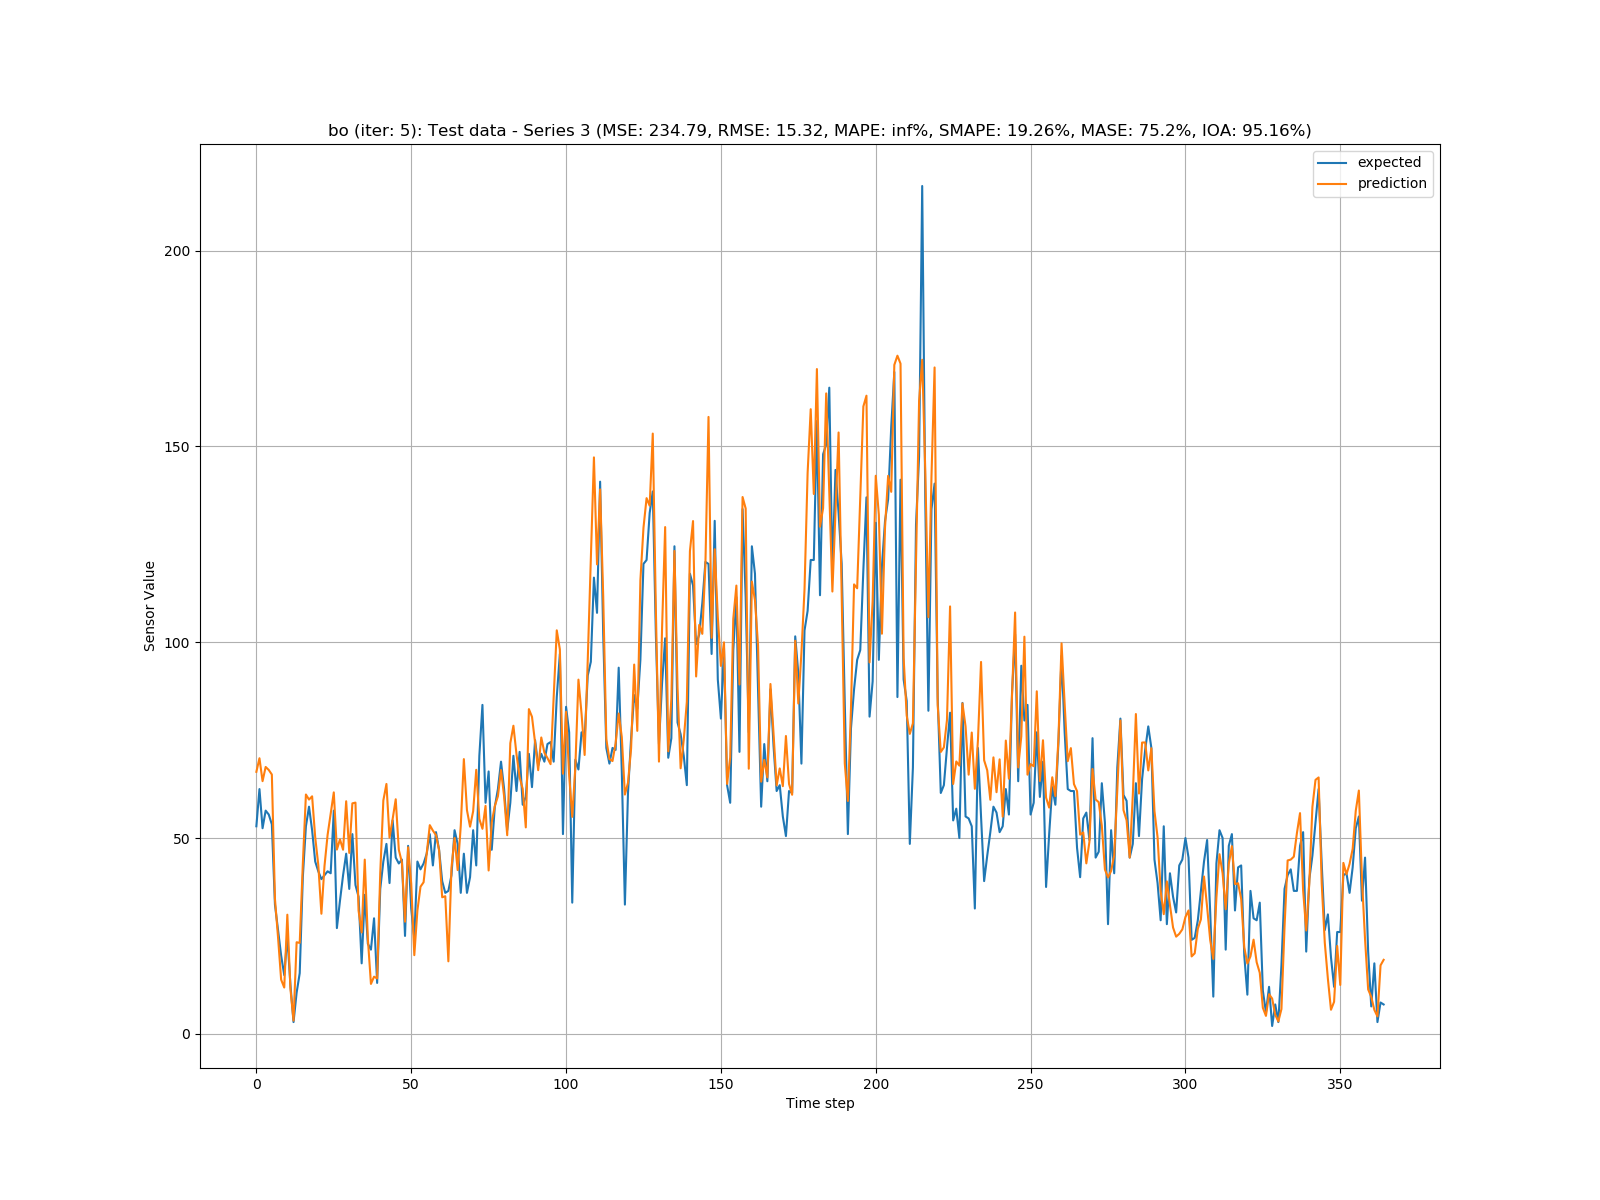 bo (iter: 5): Test data - Series 3 (MSE: 234.79, RMSE: 15.32, MAPE: inf%, SMAPE: 19.26%, MASE: 75.2%, IOA: 95.16%)
expected
prediction
200
150
100
50
0
Sensor Value
0 50 100 150 200 250 300 350
Time step